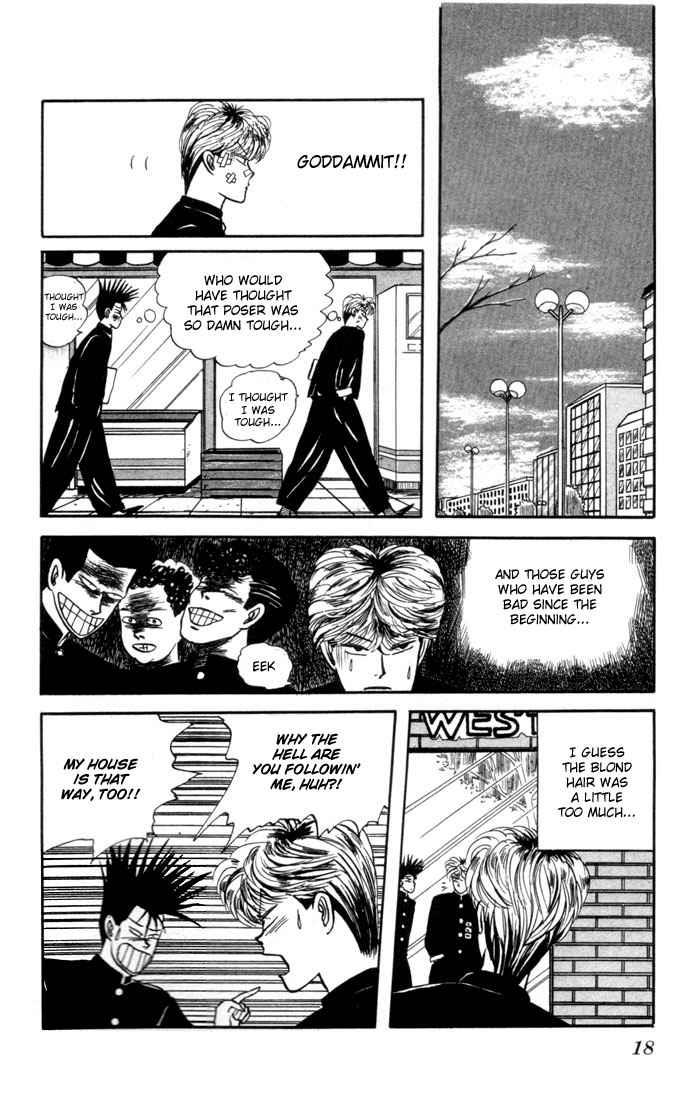 GODDAMMIT!!
WHO WOULD
HAVE THOUGHT
THAT POSER WAS
SO DAMN TOUGH...
I THOUGHT
I WAS
TOUGH...
THOUGHT
I WAS
TOUGH...
AND THOSE GUYS
WHO HAVE BEEN
BAD SINCE THE
BEGINNING...
EEK
WEST
I GUESS
THE BLOND
HAIR WAS
A LITTLE
TOO MUCH...
WHY THE
HELL ARE
YOU FOLLOWIN'
ME, HUH?!
MY HOUSE
IS THAT
WAY, TOO!!
18